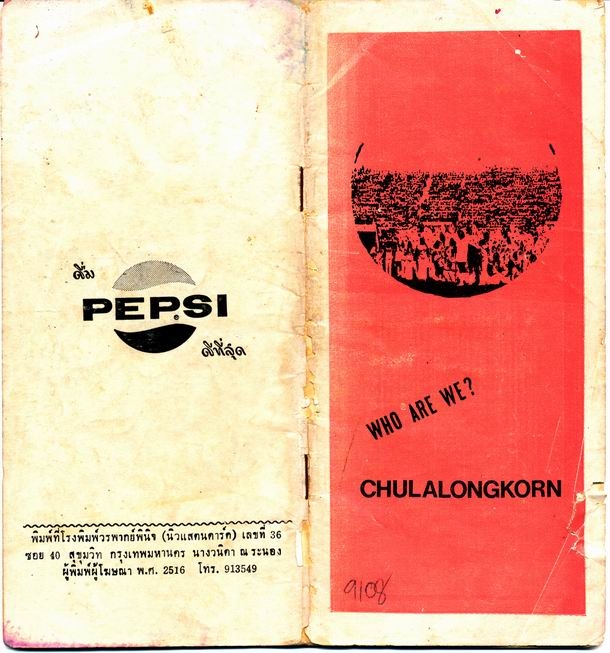 ดื่ม
PEPSI
ดีที่สุด
พิมพ์ที่โรงพิมพ์วรพากย์พินิจ (นิวแสตนดาร์ด) เลขที่ 36
ซอย 40 สุขุมวิท กรุงเทพมหานคร นางวนิดา ณ ระนอง
ผู้พิมพ์ผู้โฆษณา พ.ศ. 2516 โทร. 913549
WHO ARE WE?
CHULALONGKORN
9108